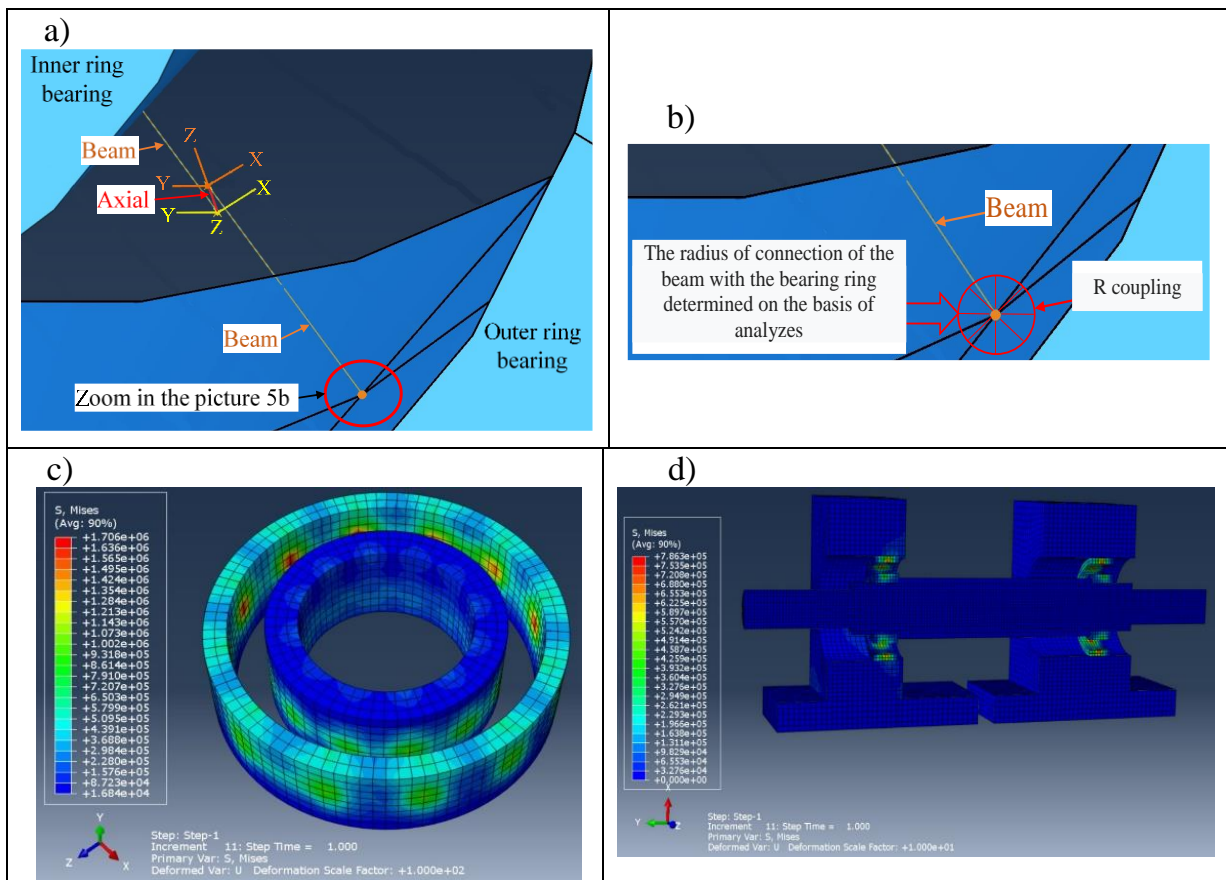 a)
Inner ring
bearing
Beam
Z
X
Y
Axial
X
Y
Z
Beam
Outer ring
bearing
Zoom in the picture 5b
b)
Beam
The radius of connection of the
beam with the bearing ring
determined on the basis of
analyzes
R coupling
c)
S, Mises
(Avg: 90%)
+1.706e+06
+1.636e+06
+1.565e+06
+1.495e+06
+1.424e+06
+1.354e+06
+1.284e+06
+1.213e+06
+1.143e+06
+1.073e+06
+1.002e+06
+9.318e+05
+8.614e+05
+7.910e+05
+7.207e+05
+6.503e+05
+5.799e+05
+5.095e+05
+4.391e+05
+3.688e+05
+2.984e+05
+2.280e+05
+1.576e+05
+8.723e+04
+1.684e+04
Y
Z
X
Step: Step-1
Increment 11: Step Time = 1.000
Primary Var: S, Mises
Deformed Var: U Deformation Scale Factor: +1.000e+02
d)
S, Mises
(Avg: 90%)
+7.863e+05
+7.535e+05
+7.208e+05
+6.880e+05
+6.553e+05
+6.225e+05
+5.897e+05
+5.570e+05
+5.242e+05
+4.914e+05
+4.587e+05
+4.259e+05
+3.932e+05
+3.604e+05
+3.276e+05
+2.949e+05
+2.621e+05
+2.293e+05
+1.966e+05
+1.638e+05
+1.311e+05
+9.829e+04
+6.553e+04
+3.276e+04
+0.000e+00
X
Y
Z
Step: Step-1
Increment 11: Step Time = 1.000
Primary Var: S, Mises
Deformed Var: U Deformation Scale Factor: +1.000e+01